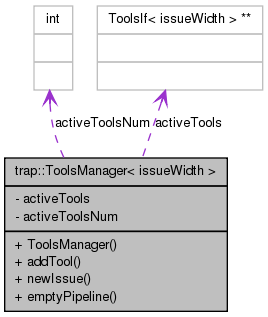 int
ToolsIf< issueWidth > **
activeToolsNum
activeTools
trap::ToolsManager< issueWidth >
- activeTools
- activeToolsNum
+ ToolsManager()
+ addTool()
+ newIssue()
+ emptyPipeline()